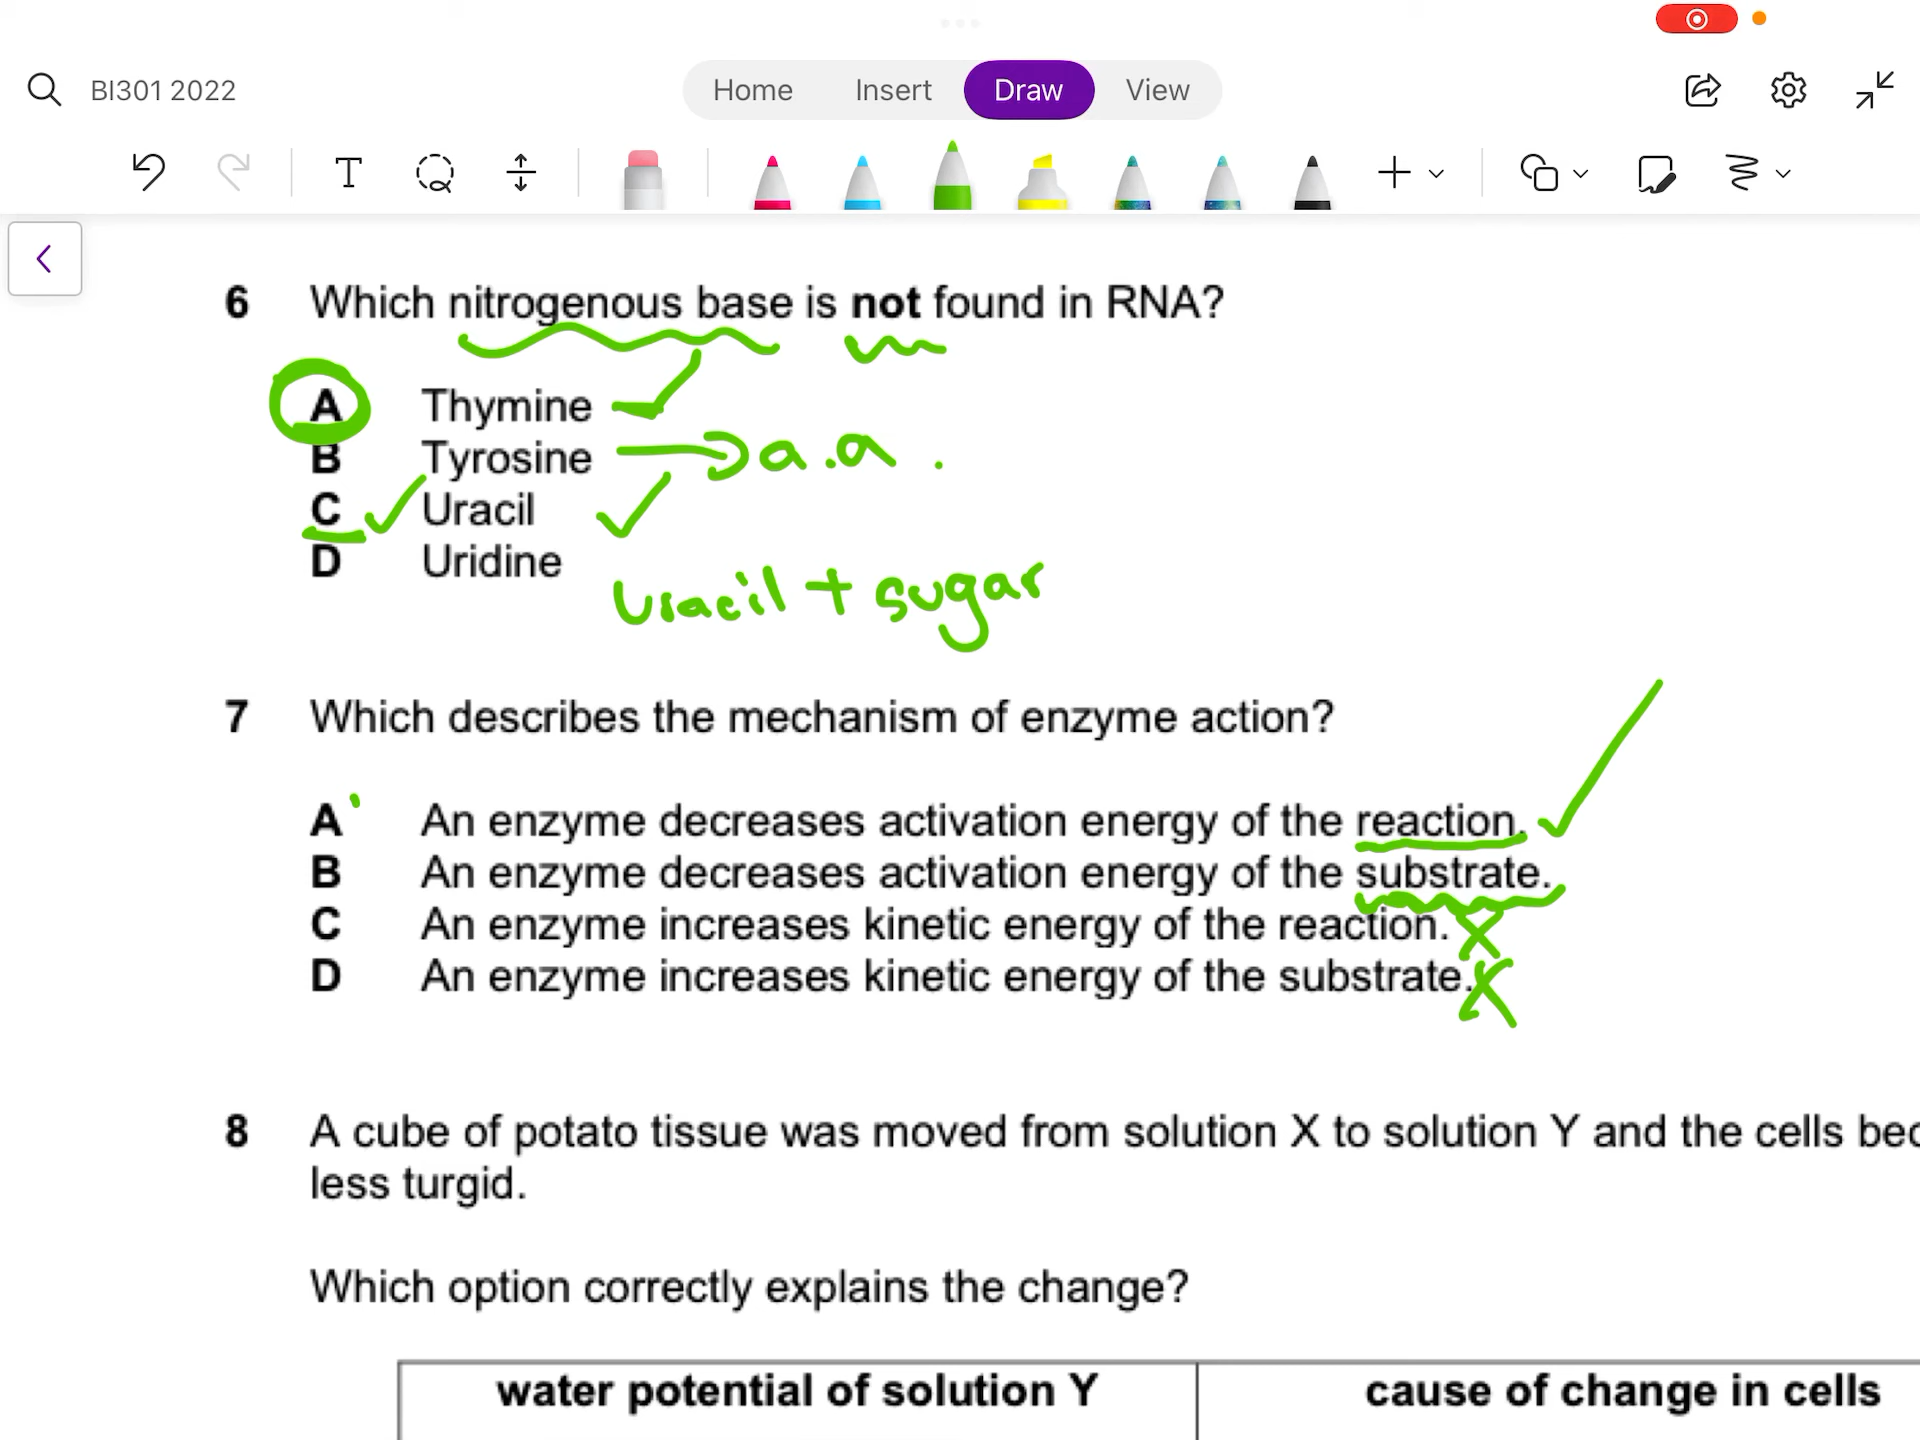 BI301 2022
Home Insert Draw View
T
6 Which nitrogenous base is not found in RNA?
A Thymine
B Tyrosine a.a.
C Uracil
D Uridine
Uracil + sugar
7 Which describes the mechanism of enzyme action?
A An enzyme decreases activation energy of the reaction.
B An enzyme decreases activation energy of the substrate.
C An enzyme increases kinetic energy of the reaction. X
D An enzyme increases kinetic energy of the substrate. X
8 A cube of potato tissue was moved from solution X to solution Y and the cells bec
less turgid.
Which option correctly explains the change?
water potential of solution Y cause of change in cells